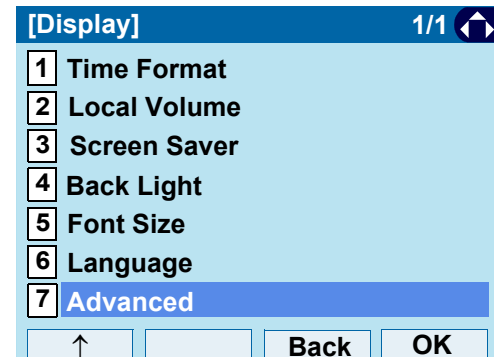 [Display] 1/1
1 Time Format
2 Local Volume
3 Screen Saver
4 Back Light
5 Font Size
6 Language
7 Advanced
↑ Back OK